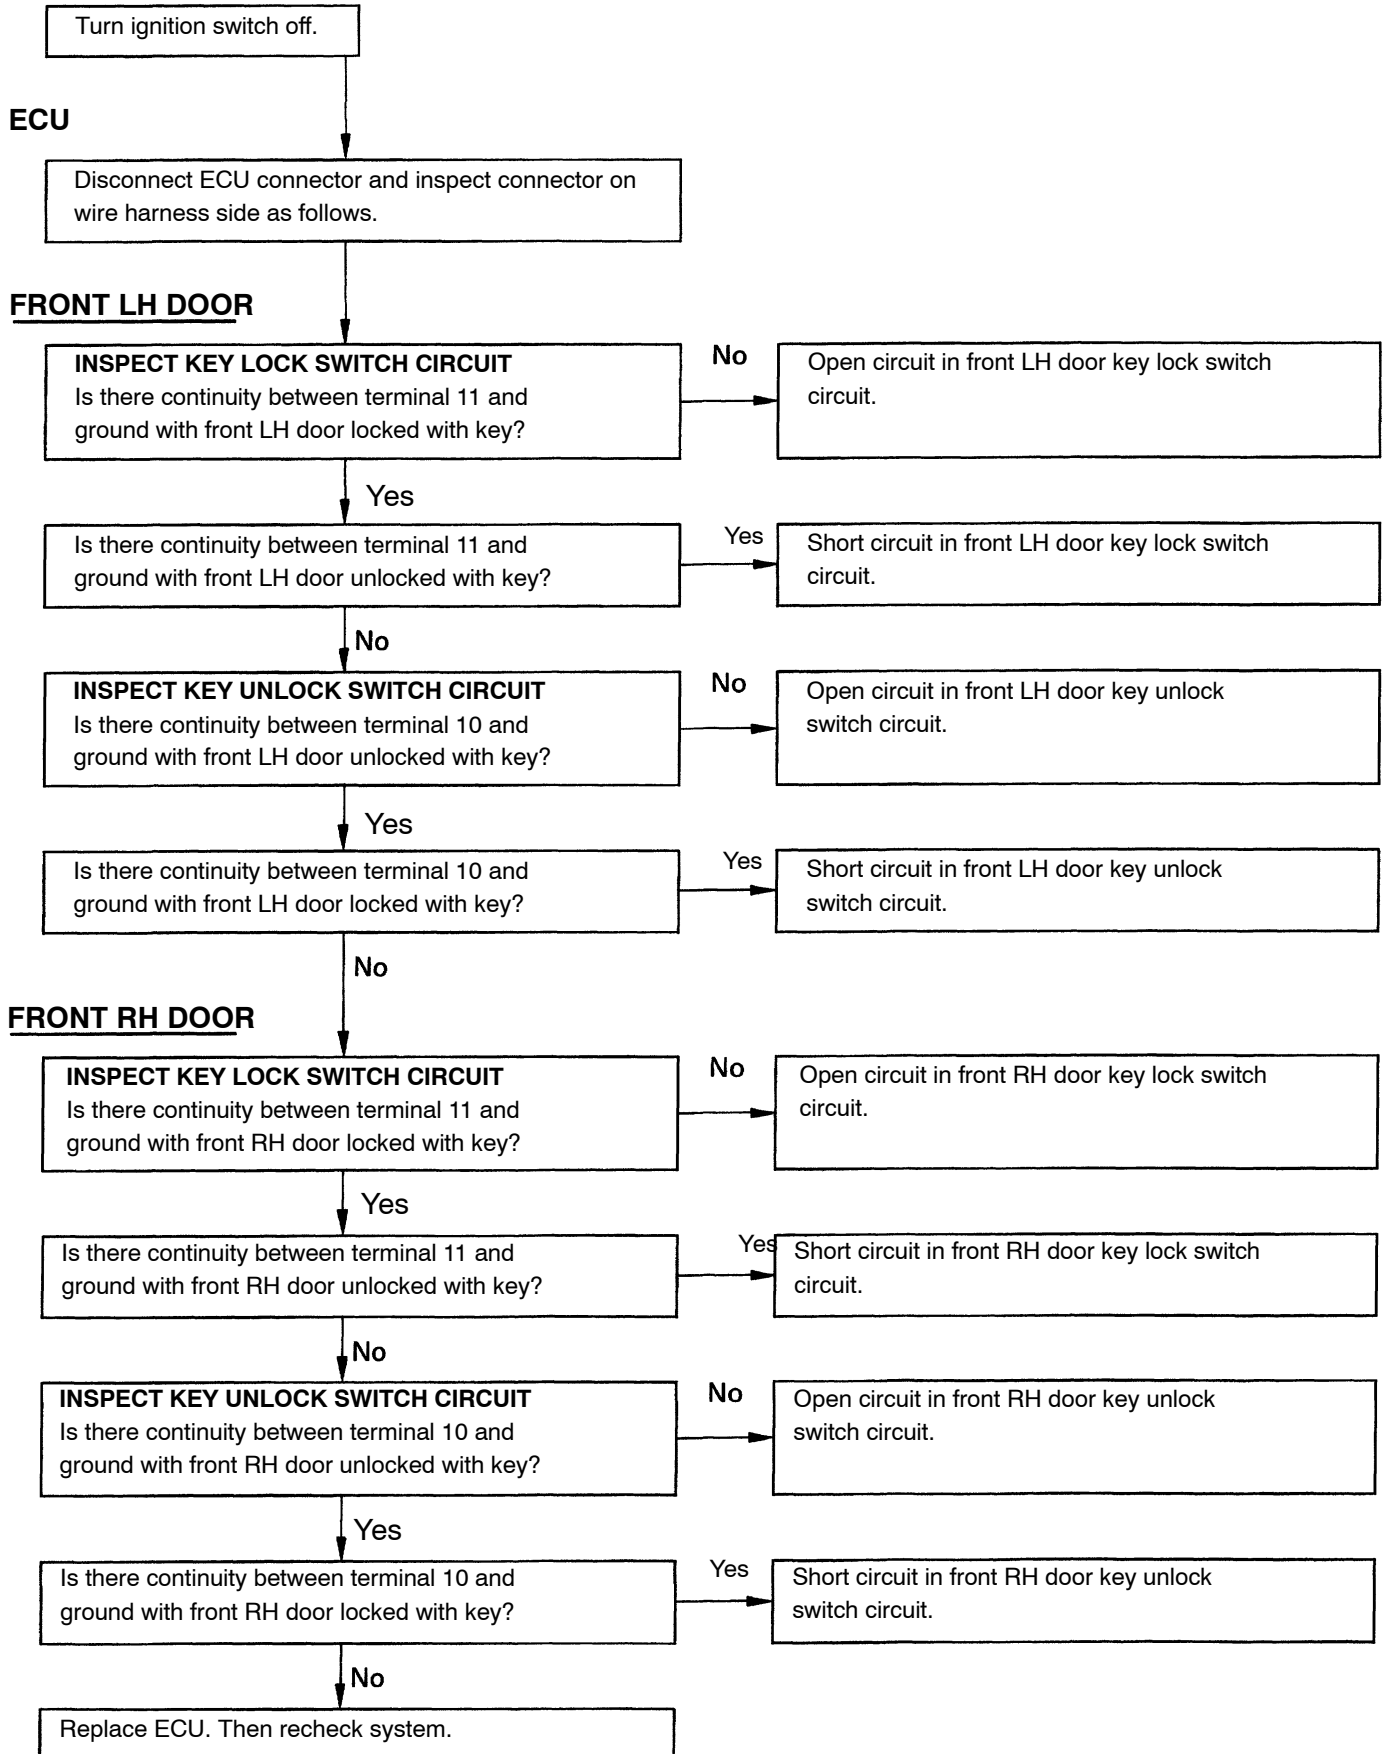 Turn ignition switch off.
ECU
Disconnect ECU connector and inspect connector on
wire harness side as follows.
FRONT LH DOOR
INSPECT KEY LOCK SWITCH CIRCUIT
Is there continuity between terminal 11 and
ground with front LH door locked with key?
No
Open circuit in front LH door key lock switch
circuit.
Yes
Is there continuity between terminal 11 and
ground with front LH door unlocked with key?
Yes
Short circuit in front LH door key lock switch
circuit.
No
INSPECT KEY UNLOCK SWITCH CIRCUIT
Is there continuity between terminal 10 and
ground with front LH door unlocked with key?
No
Open circuit in front LH door key unlock
switch circuit.
Yes
Is there continuity between terminal 10 and
ground with front LH door locked with key?
Yes
Short circuit in front LH door key unlock
switch circuit.
No
FRONT RH DOOR
INSPECT KEY LOCK SWITCH CIRCUIT
Is there continuity between terminal 11 and
ground with front RH door locked with key?
No
Open circuit in front RH door key lock switch
circuit.
Yes
Is there continuity between terminal 11 and
ground with front RH door unlocked with key?
Yes
Short circuit in front RH door key lock switch
circuit.
No
INSPECT KEY UNLOCK SWITCH CIRCUIT
Is there continuity between terminal 10 and
ground with front RH door unlocked with key?
No
Open circuit in front RH door key unlock
switch circuit.
Yes
Is there continuity between terminal 10 and
ground with front RH door locked with key?
Yes
Short circuit in front RH door key unlock
switch circuit.
No
Replace ECU. Then recheck system.